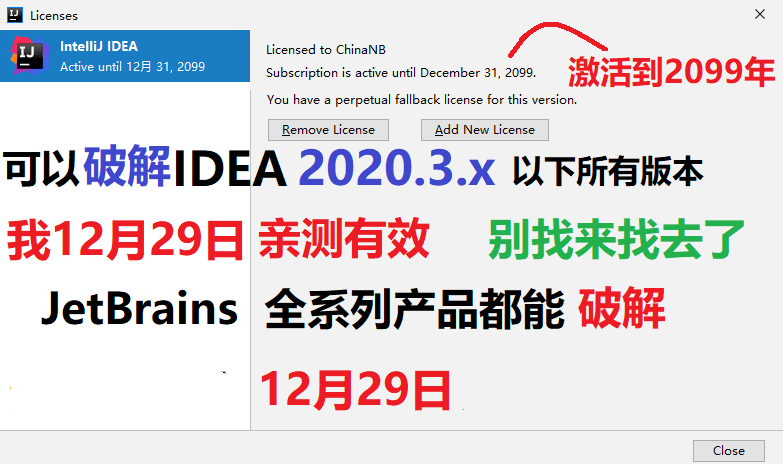 Licenses
IntelliJ IDEA
Active until 12月 31, 2099
Licensed to ChinaNB
Subscription is active until December 31, 2099.
激活到2099年
You have a perpetual fallback license for this version.
Remove License Add New License
可以破解IDEA 2020.3.x 以下所有版本
我12月29日 亲测有效 别找来找去了
JetBrains 全系列产品都能 破解
12月29日
Close